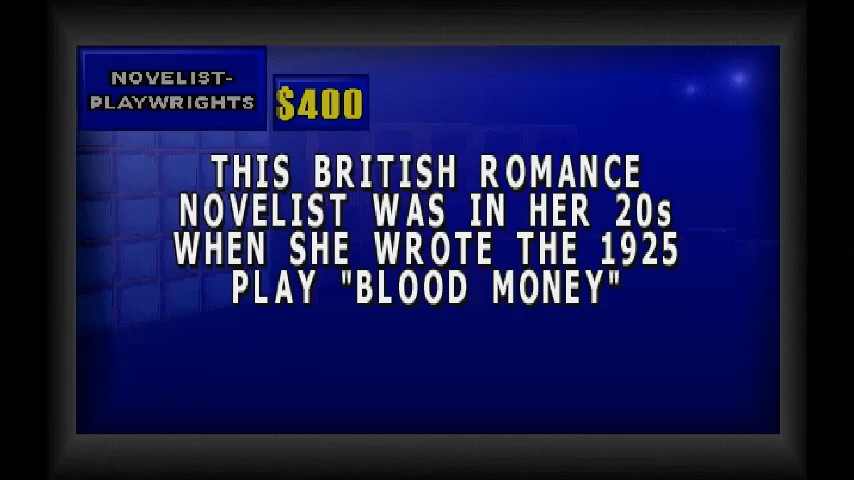 NOVELIST-
PLAYWRIGHTS
$400
THIS BRITISH ROMANCE
NOVELIST WAS IN HER 20s
WHEN SHE WROTE THE 1925
PLAY "BLOOD MONEY"